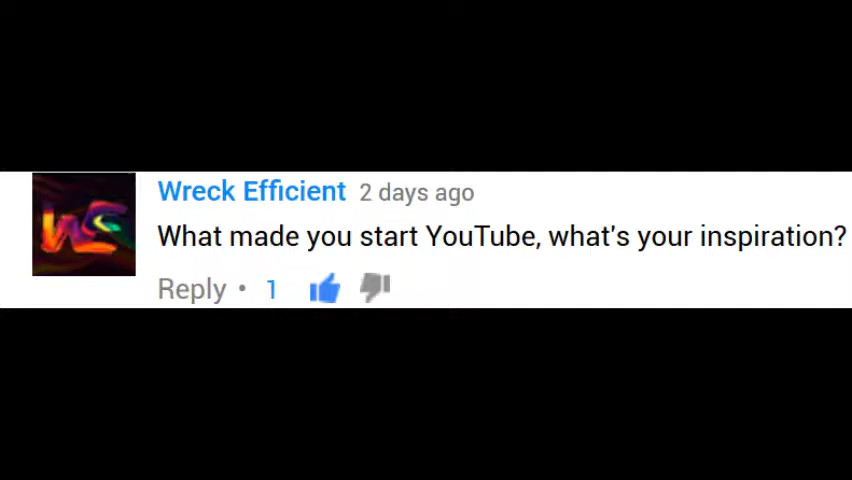 Wreck Efficient 2 days ago
What made you start YouTube, what's your inspiration?
Reply • 1